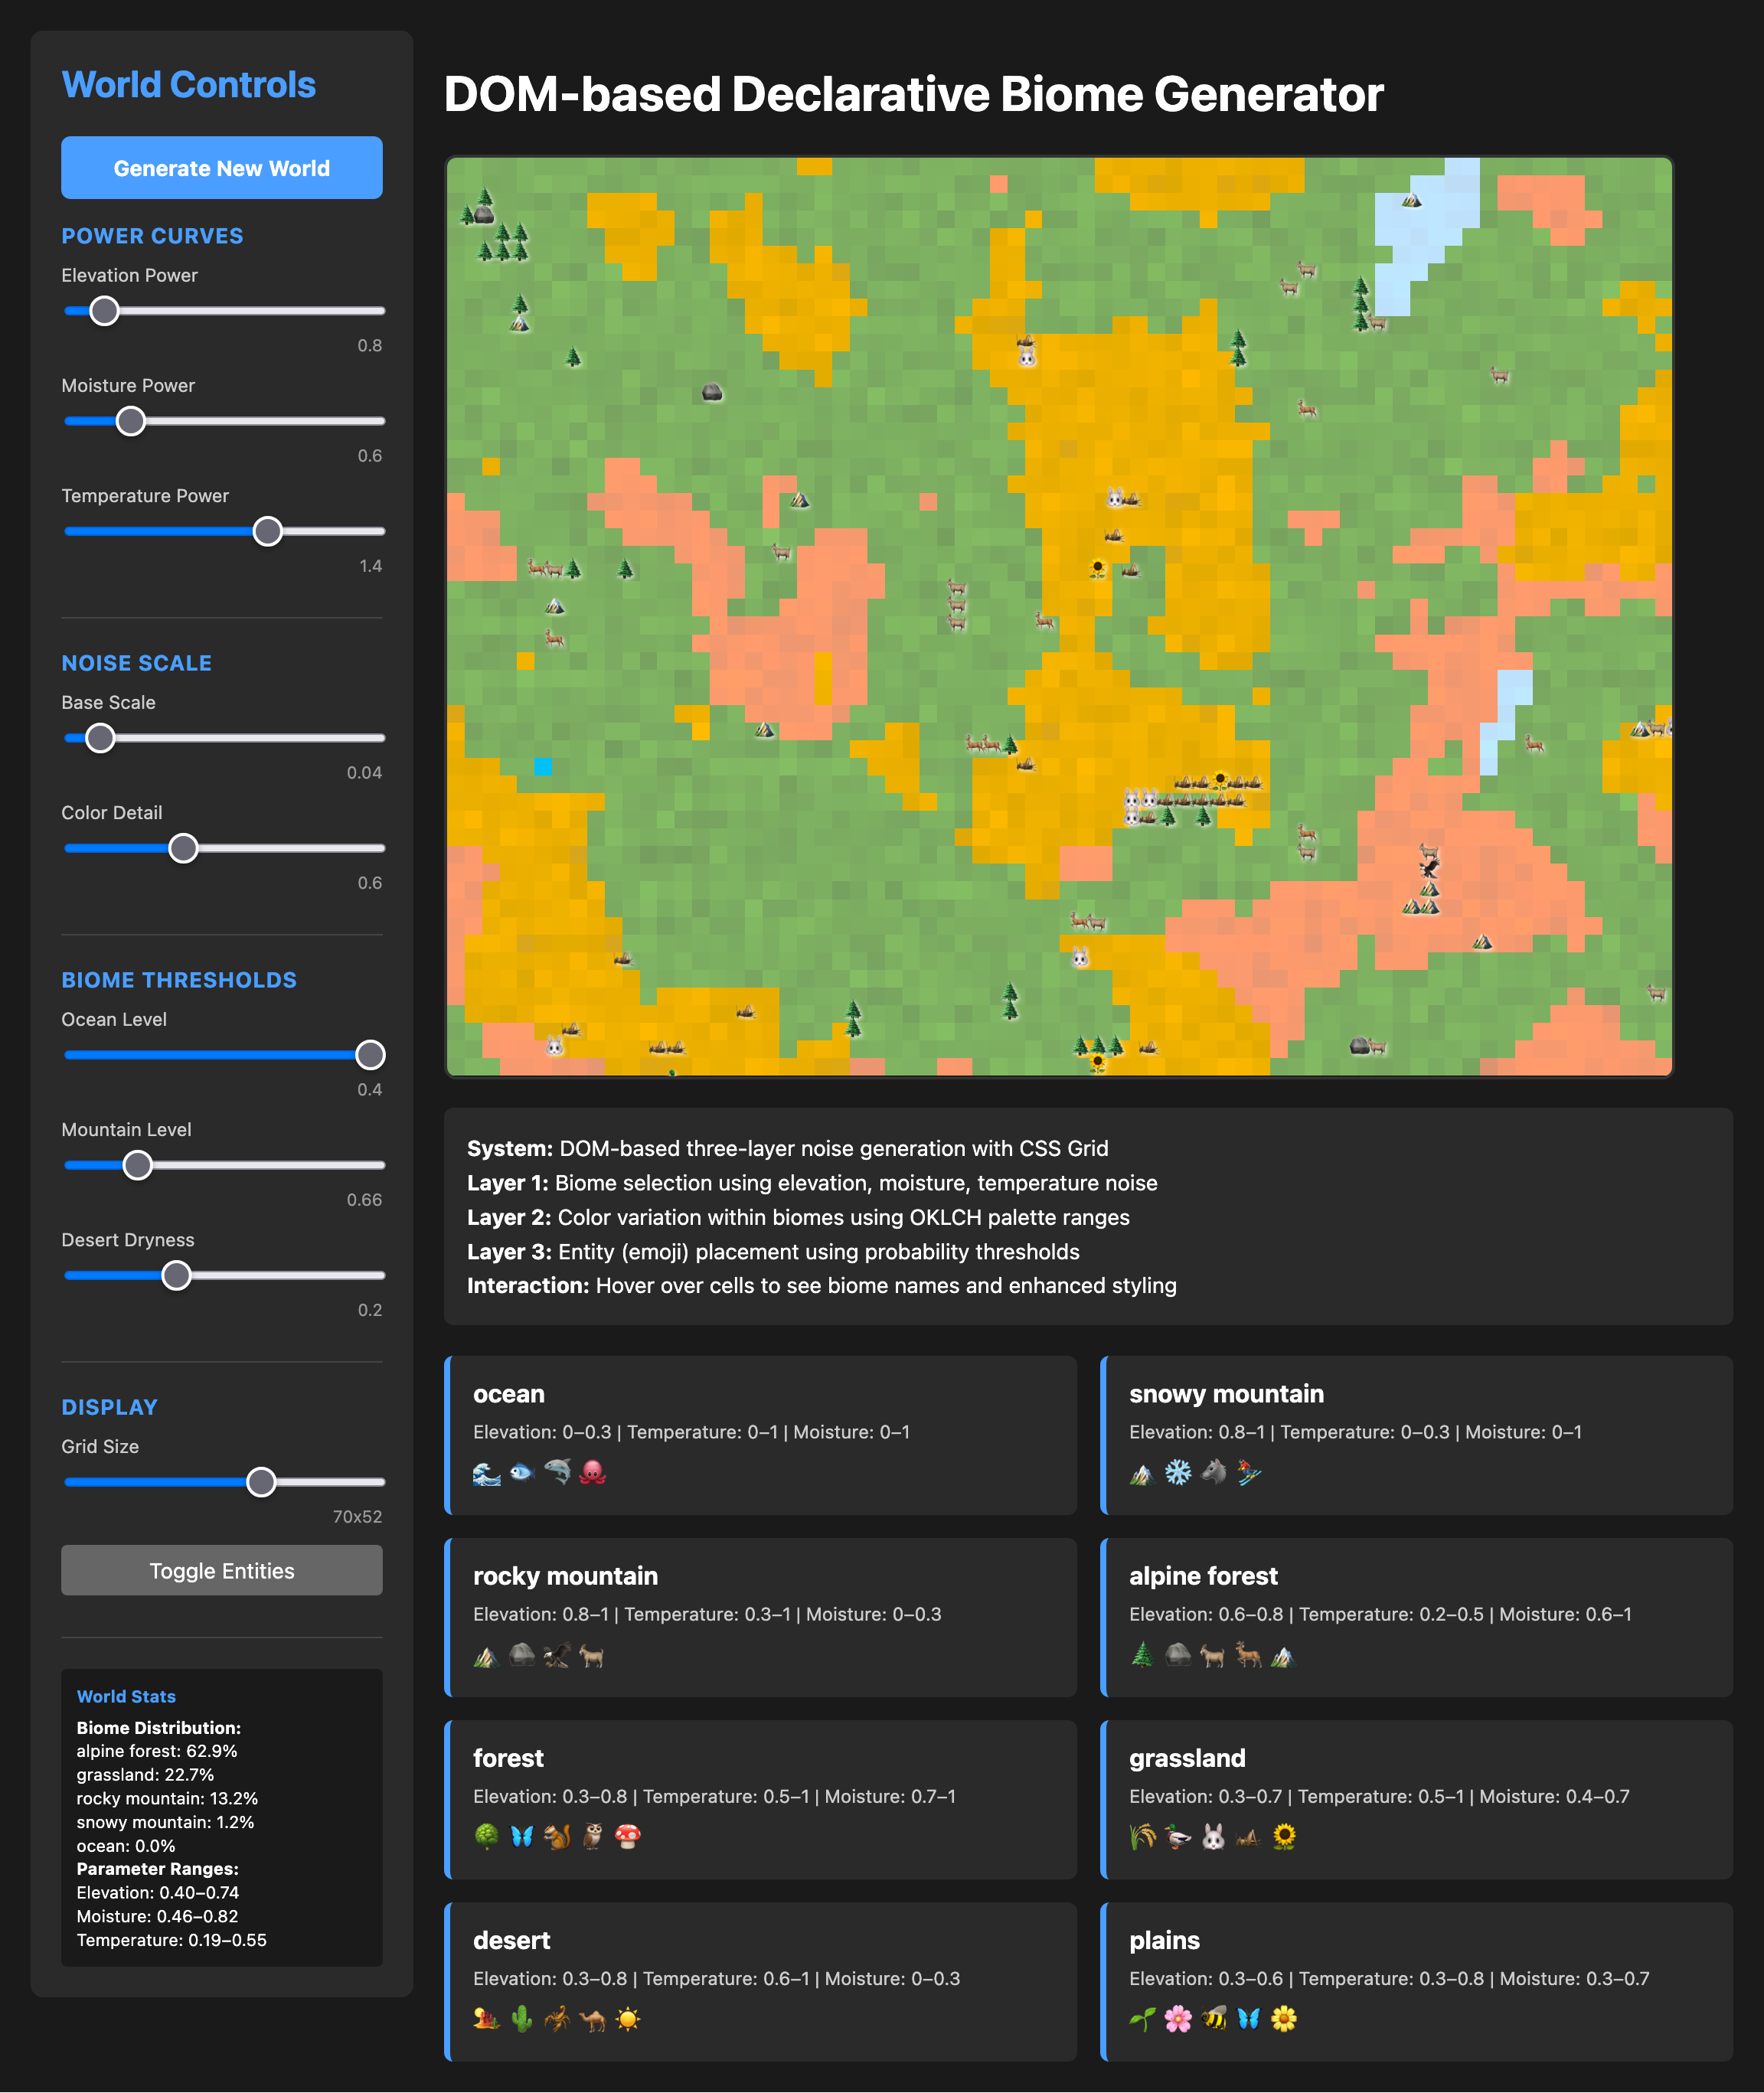 World Controls
Generate New World
POWER CURVES
Elevation Power
0.8
Moisture Power
0.6
Temperature Power
1.4
NOISE SCALE
Base Scale
0.04
Color Detail
0.6
BIOME THRESHOLDS
Ocean Level
0.4
Mountain Level
0.66
Desert Dryness
0.2
DISPLAY
Grid Size
70x52
Toggle Entities
World Stats
Biome Distribution:
alpine forest: 62.9%
grassland: 22.7%
rocky mountain: 13.2%
snowy mountain: 1.2%
ocean: 0.0%
Parameter Ranges:
Elevation: 0.40–0.74
Moisture: 0.46–0.82
Temperature: 0.19–0.55
DOM-based Declarative Biome Generator
System: DOM-based three-layer noise generation with CSS Grid
Layer 1: Biome selection using elevation, moisture, temperature noise
Layer 2: Color variation within biomes using OKLCH palette ranges
Layer 3: Entity (emoji) placement using probability thresholds
Interaction: Hover over cells to see biome names and enhanced styling
ocean
Elevation: 0–0.3 | Temperature: 0–1 | Moisture: 0–1
snowy mountain
Elevation: 0.8–1 | Temperature: 0–0.3 | Moisture: 0–1
rocky mountain
Elevation: 0.8–1 | Temperature: 0.3–1 | Moisture: 0–0.3
alpine forest
Elevation: 0.6–0.8 | Temperature: 0.2–0.5 | Moisture: 0.6–1
forest
Elevation: 0.3–0.8 | Temperature: 0.5–1 | Moisture: 0.7–1
grassland
Elevation: 0.3–0.7 | Temperature: 0.5–1 | Moisture: 0.4–0.7
desert
Elevation: 0.3–0.8 | Temperature: 0.6–1 | Moisture: 0–0.3
plains
Elevation: 0.3–0.6 | Temperature: 0.3–0.8 | Moisture: 0.3–0.7